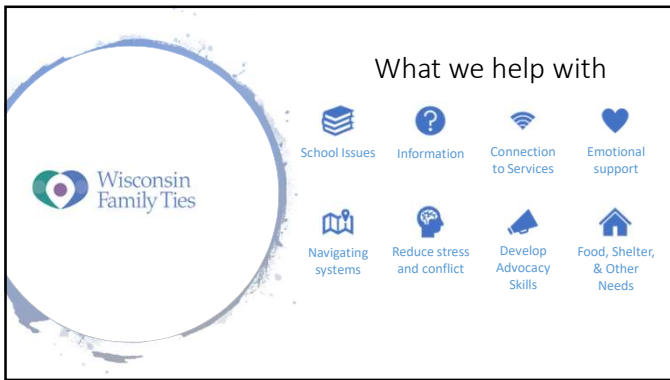 What we help with
School Issues
Information
Connection
to Services
Emotional
support
Wisconsin
Family Ties
Navigating
systems
Reduce stress
and conflict
Develop
Advocacy
Skills
Food, Shelter,
& Other
Needs